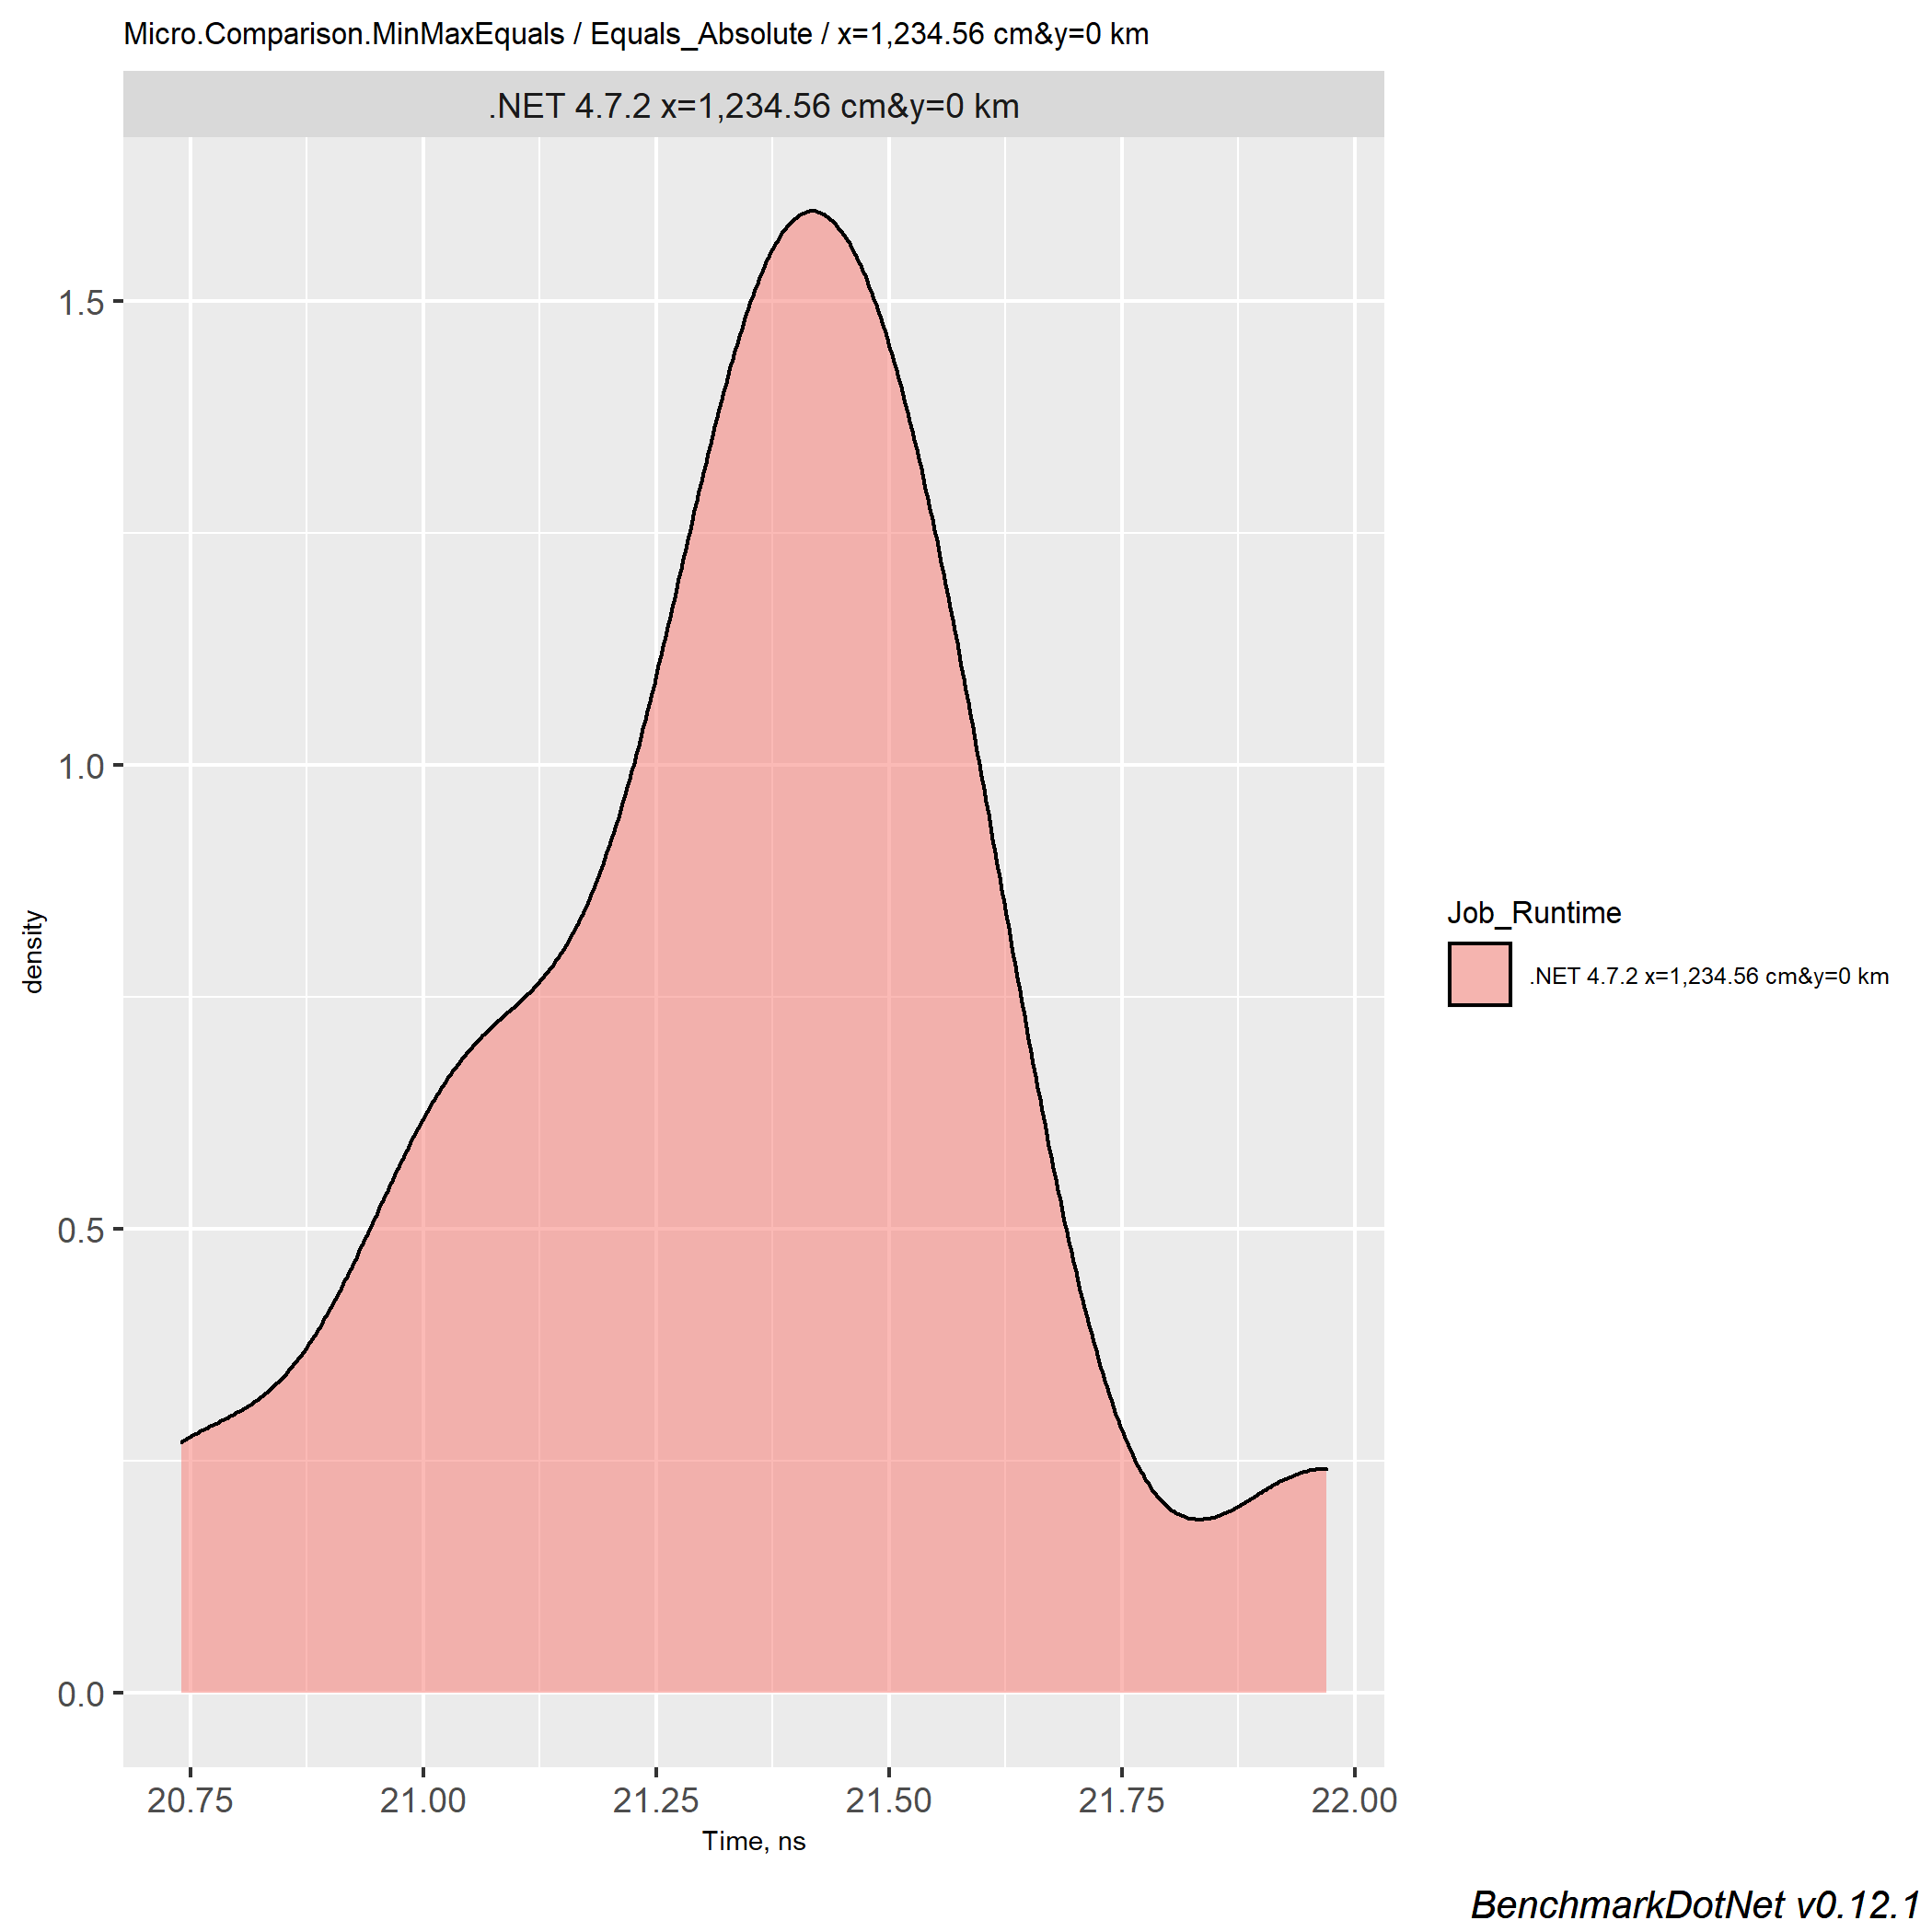 Micro.Comparison.MinMaxEquals / Equals_Absolute / x=1,234.56 cm&y=0 km
.NET 4.7.2 x=1,234.56 cm&y=0 km
density
1.5
1.0
0.5
0.0
20.75 21.00 21.25 21.50 21.75 22.00
Time, ns
Job_Runtime
.NET 4.7.2 x=1,234.56 cm&y=0 km
BenchmarkDotNet v0.12.1